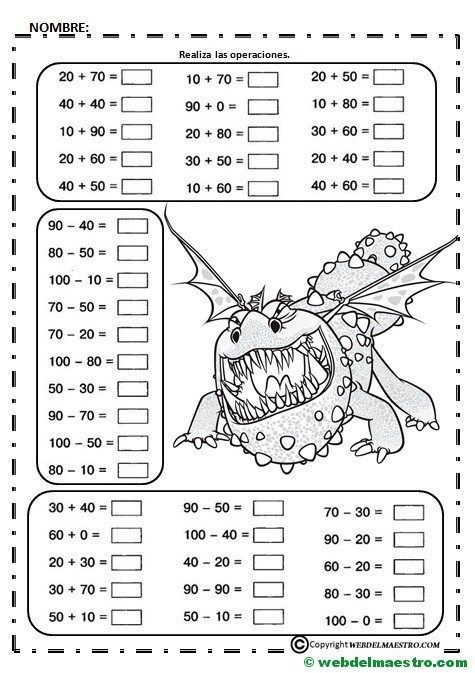 NOMBRE:
Realiza las operaciones.
20 + 70 = 10 + 70 = 20 + 50 =
40 + 40 = 90 + 0 = 10 + 80 =
10 + 90 = 20 + 80 = 30 + 60 =
20 + 60 = 30 + 50 = 20 + 40 =
40 + 50 = 10 + 60 = 40 + 60 =
90 – 40 =
80 – 50 =
100 – 10 =
70 – 50 =
70 – 20 =
100 – 80 =
50 – 30 =
90 – 70 =
100 – 50 =
80 – 10 =
30 + 40 = 90 – 50 = 70 – 30 =
60 + 0 = 100 – 40 = 90 – 20 =
20 + 30 = 40 – 20 = 60 – 20 =
30 + 70 = 90 – 90 = 80 – 30 =
50 + 10 = 60 – 50 = 100 – 0 =
© Copyright WEBDELMAESTRO.COM
© webdelmaestro.com